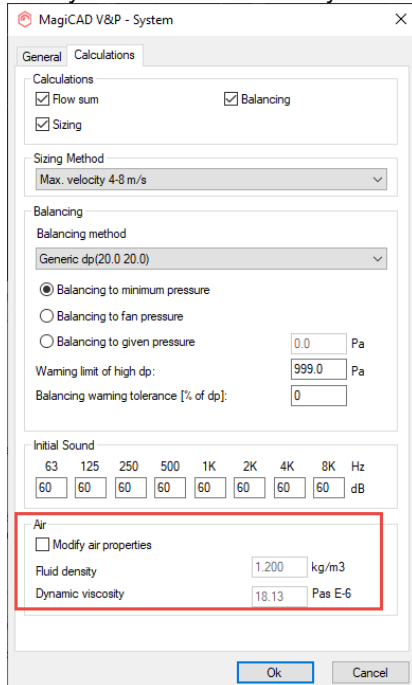 MagiCAD V&P - System
General Calculations
Calculations
Flow sum Balancing
Sizing
Sizing Method
Max. velocity 4-8 m/s
Balancing
Balancing method
Generic dp(20.0 20.0)
Balancing to minimum pressure
Balancing to fan pressure
Balancing to given pressure 0.0 Pa
Warning limit of high dp: 999.0 Pa
Balancing warning tolerance [% of dp]: 0
Initial Sound
63 125 250 500 1K 2K 4K 8K Hz
60 60 60 60 60 60 60 60 dB
Air
Modify air properties
Fluid density 1.200 kg/m3
Dynamic viscosity 18.13 Pas E-6
Ok Cancel